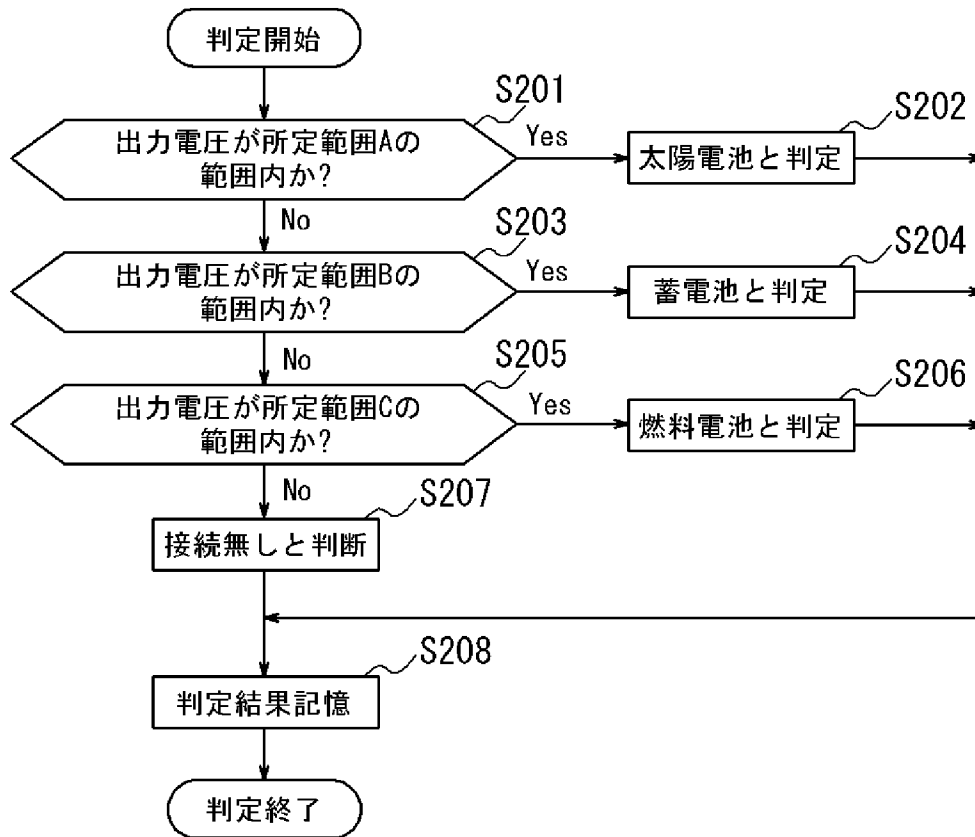 判定開始
S201
出力電圧が所定範囲Aの
範囲内か?
Yes
S202
太陽電池と判定
No
S203
出力電圧が所定範囲Bの
範囲内か?
Yes
S204
蓄電池と判定
No
S205
出力電圧が所定範囲Cの
範囲内か?
Yes
S206
燃料電池と判定
No
S207
接続無しと判断
S208
判定結果記憶
判定終了